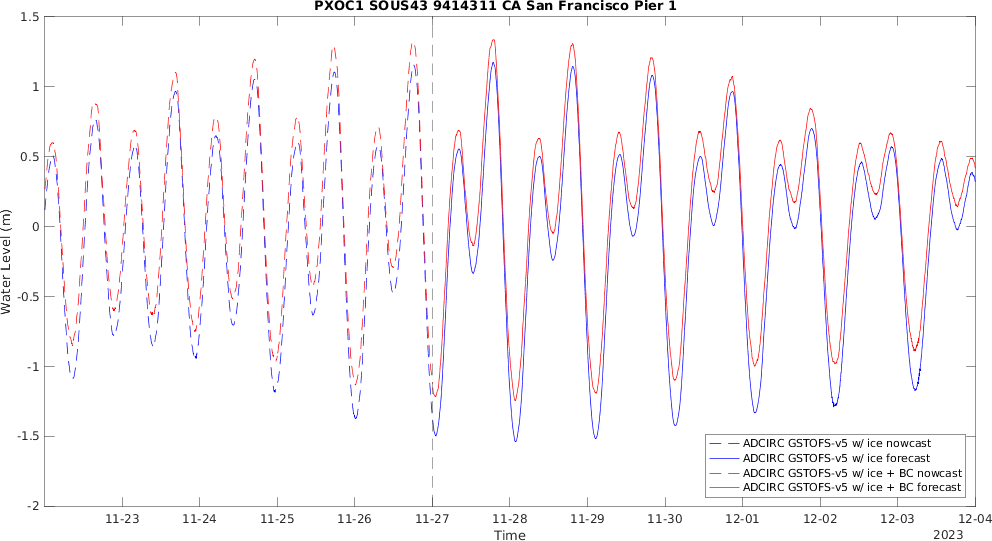 PXOC1 SOUS43 9414311 CA San Francisco Pier 1
1.5
1
0.5
0
-0.5
-1
-1.5
-2
Water Level (m)
11-23 11-24 11-25 11-26 11-27 11-28 11-29 11-30 12-01 12-02 12-03 12-04
Time
2023
ADCIRC GSTOFS-v5 w/ ice nowcast
ADCIRC GSTOFS-v5 w/ ice forecast
ADCIRC GSTOFS-v5 w/ ice + BC nowcast
ADCIRC GSTOFS-v5 w/ ice + BC forecast